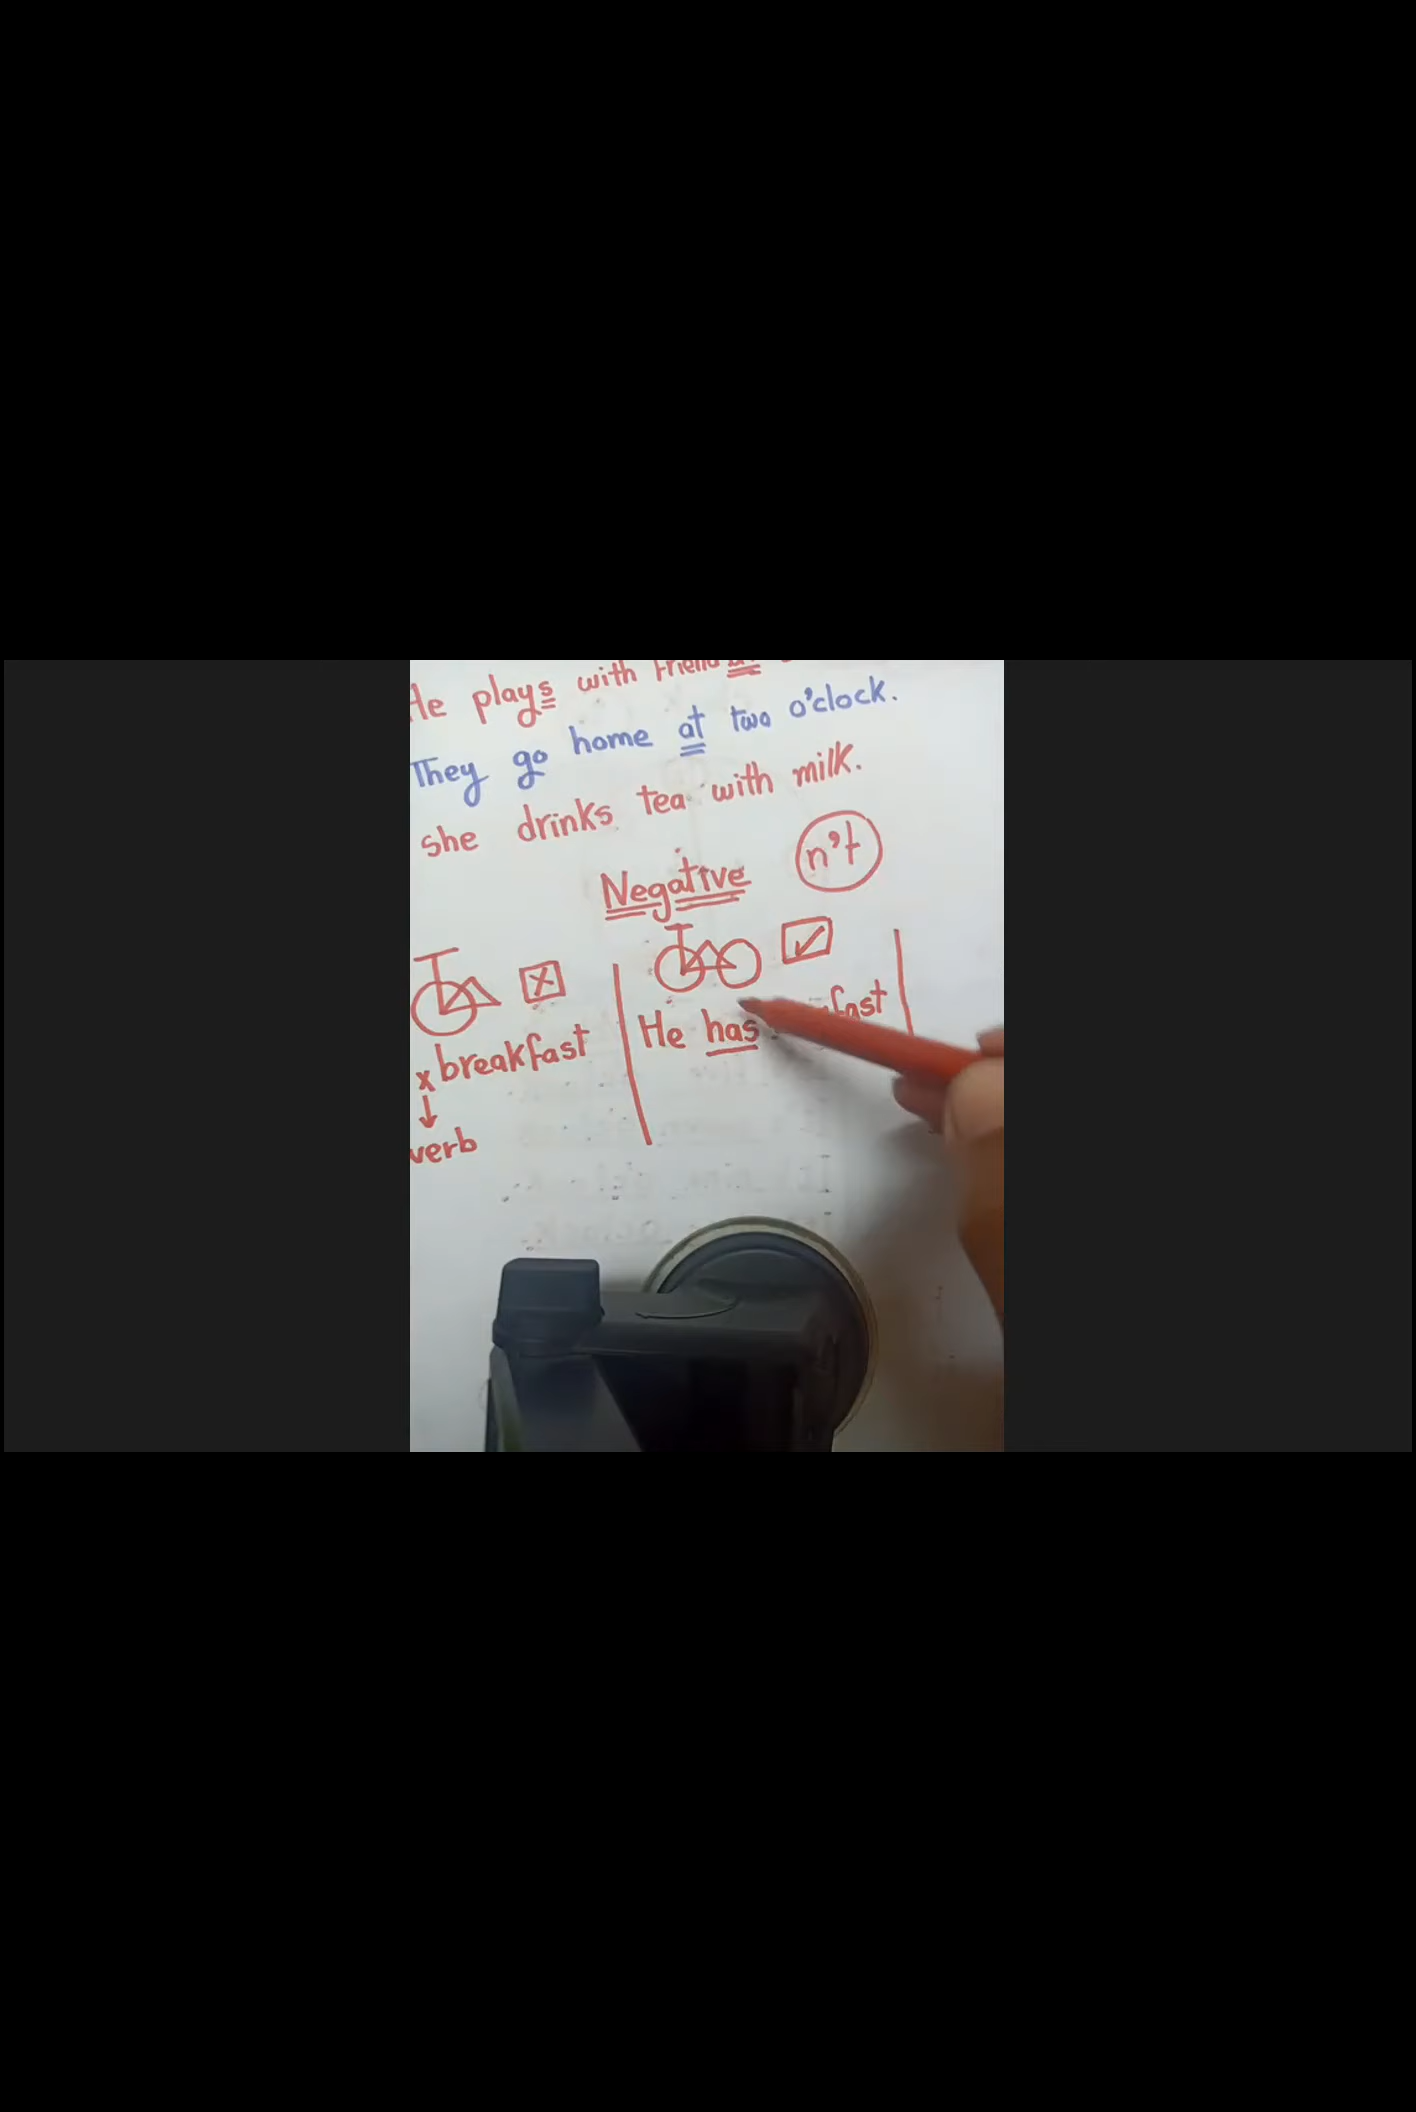 He plays with friends
They go home at two o'clock.
she drinks tea with milk.
Negative n't
x
x breakfast
He has
verb